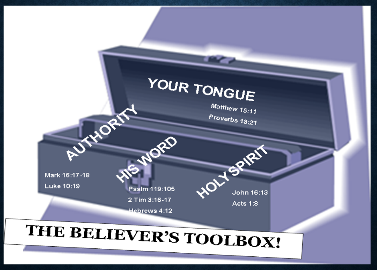 YOUR TONGUE
Matthew 15:11
Proverbs 18:21
AUTHORITY
Mark 16:17-18
Luke 10:19
HIS WORD
Psalm 119:105
2 Tim 3:16-17
Hebrews 4:12
HOLY SPIRIT
John 16:13
Acts 1:8
THE BELIEVER'S TOOLBOX!